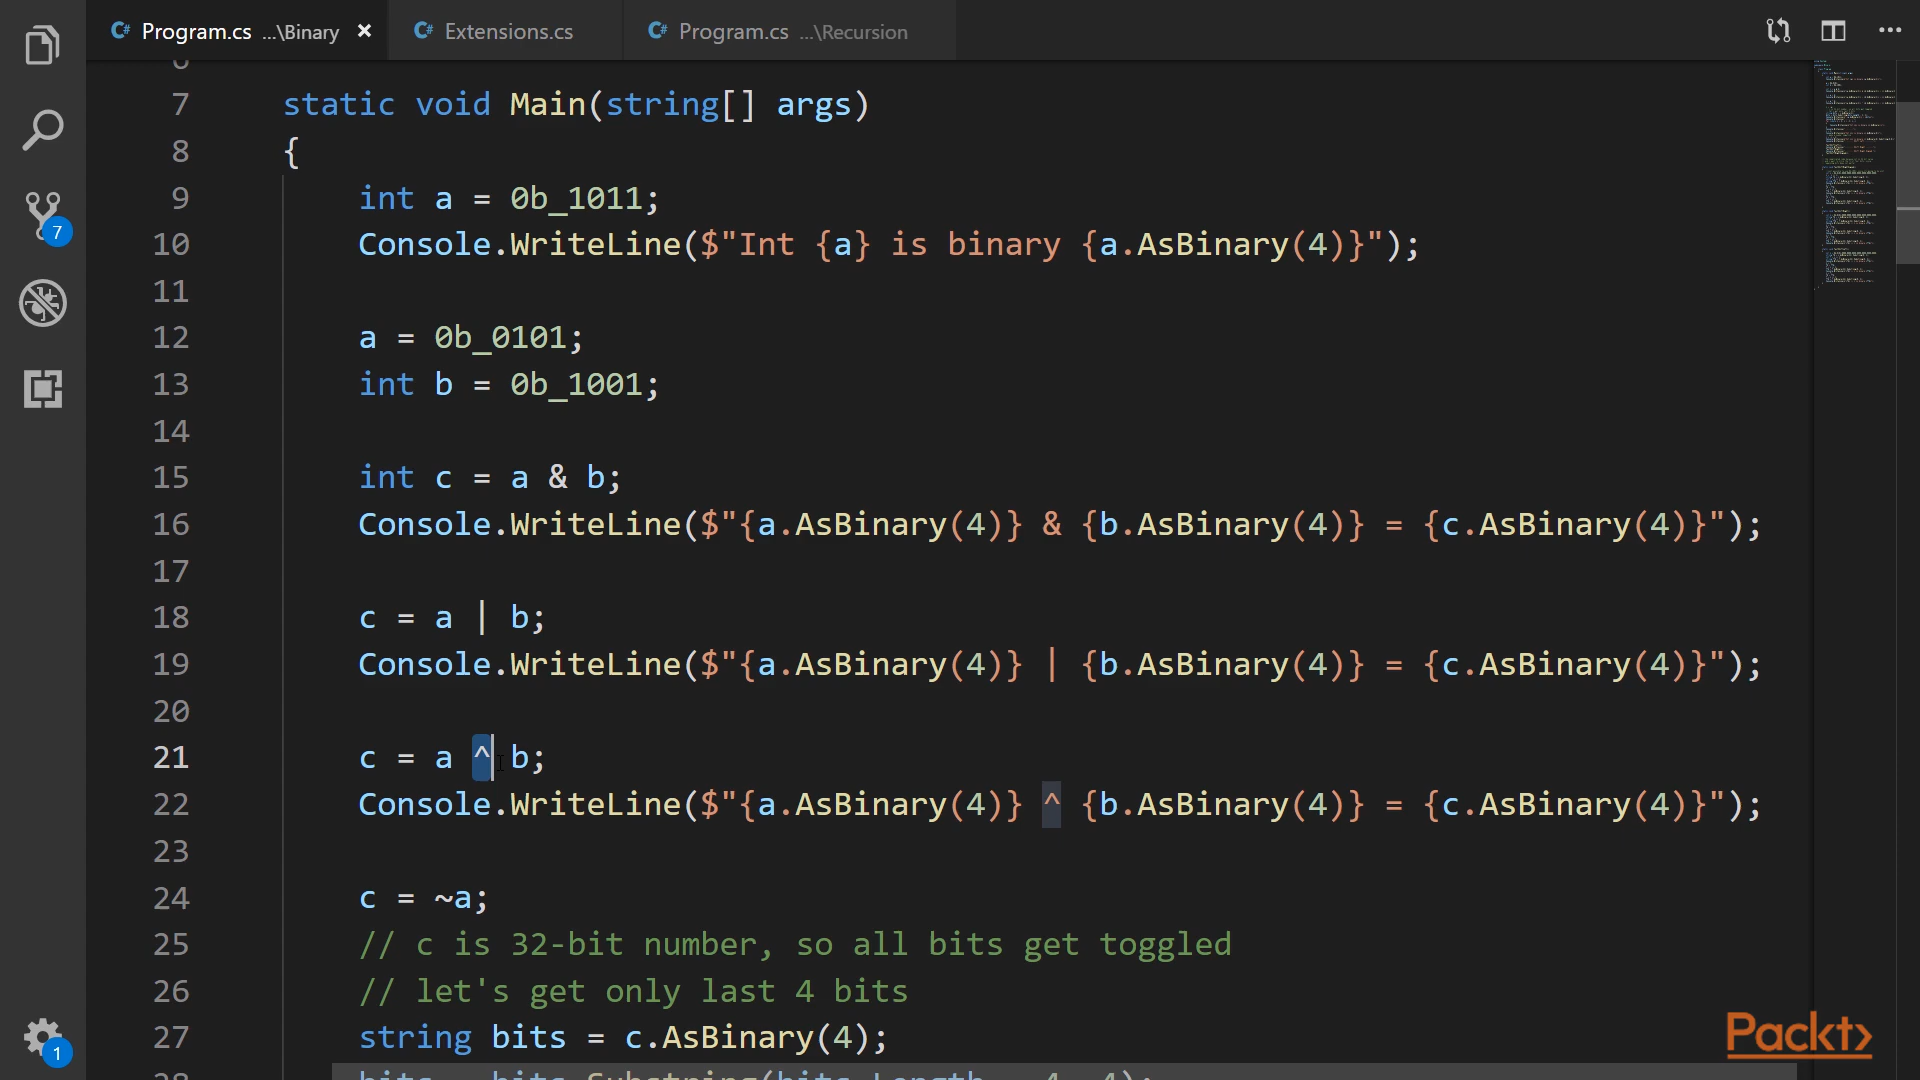 Program.cs ...\Binary × Extensions.cs Program.cs ...\Recursion
7 static void Main(string[] args)
8 {
9 int a = 0b_1011;
10 Console.WriteLine($"Int {a} is binary {a.AsBinary(4)}");
11
12 a = 0b_0101;
13 int b = 0b_1001;
14
15 int c = a & b;
16 Console.WriteLine($"{a.AsBinary(4)} & {b.AsBinary(4)} = {c.AsBinary(4)}");
17
18 c = a | b;
19 Console.WriteLine($"{a.AsBinary(4)} | {b.AsBinary(4)} = {c.AsBinary(4)}");
20
21 c = a ^ b;
22 Console.WriteLine($"{a.AsBinary(4)} ^ {b.AsBinary(4)} = {c.AsBinary(4)}");
23
24 c = ~a;
25 // c is 32-bit number, so all bits get toggled
26 // let's get only last 4 bits
27 string bits = c.AsBinary(4);
7
1
Packt>